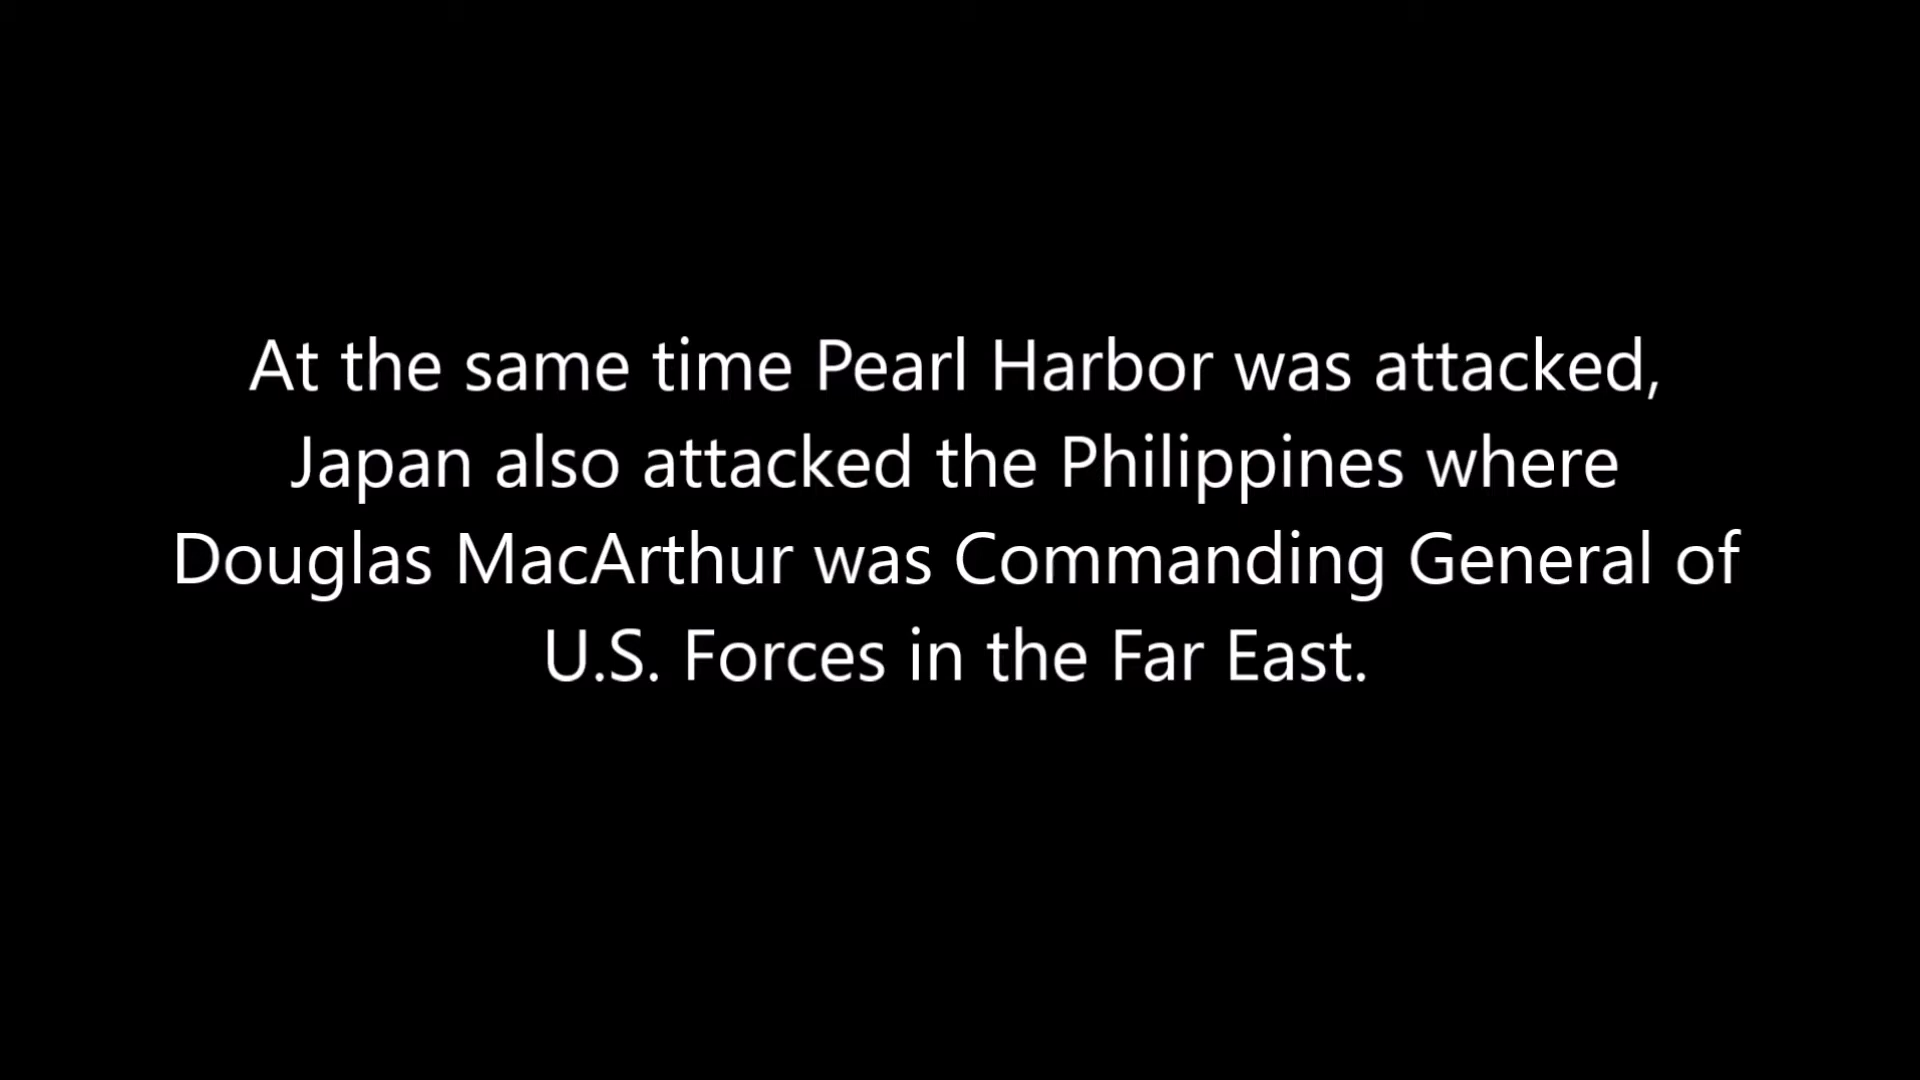 At the same time Pearl Harbor was attacked,
Japan also attacked the Philippines where
Douglas MacArthur was Commanding General of
U.S. Forces in the Far East.